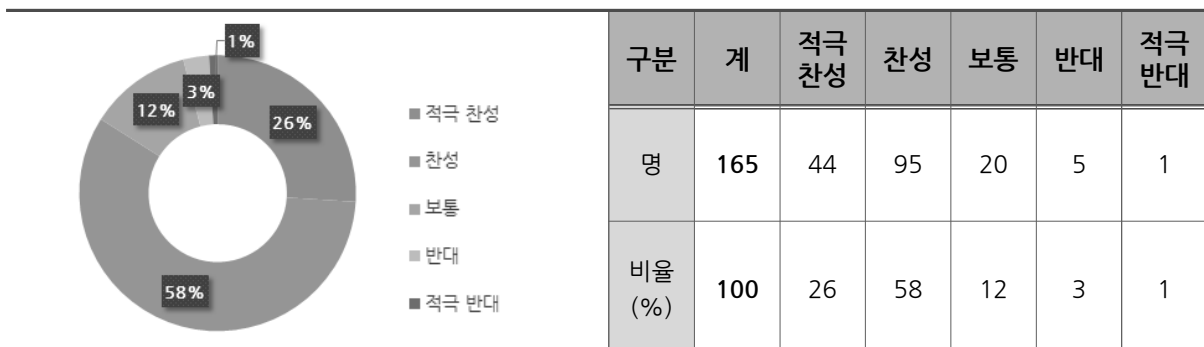 1%
3%
12%
26%
58%
적극 찬성
찬성
보통
반대
적극 반대
구분 계 적극 찬성 찬성 보통 반대 적극 반대
명 165 44 95 20 5 1
비율 (%) 100 26 58 12 3 1